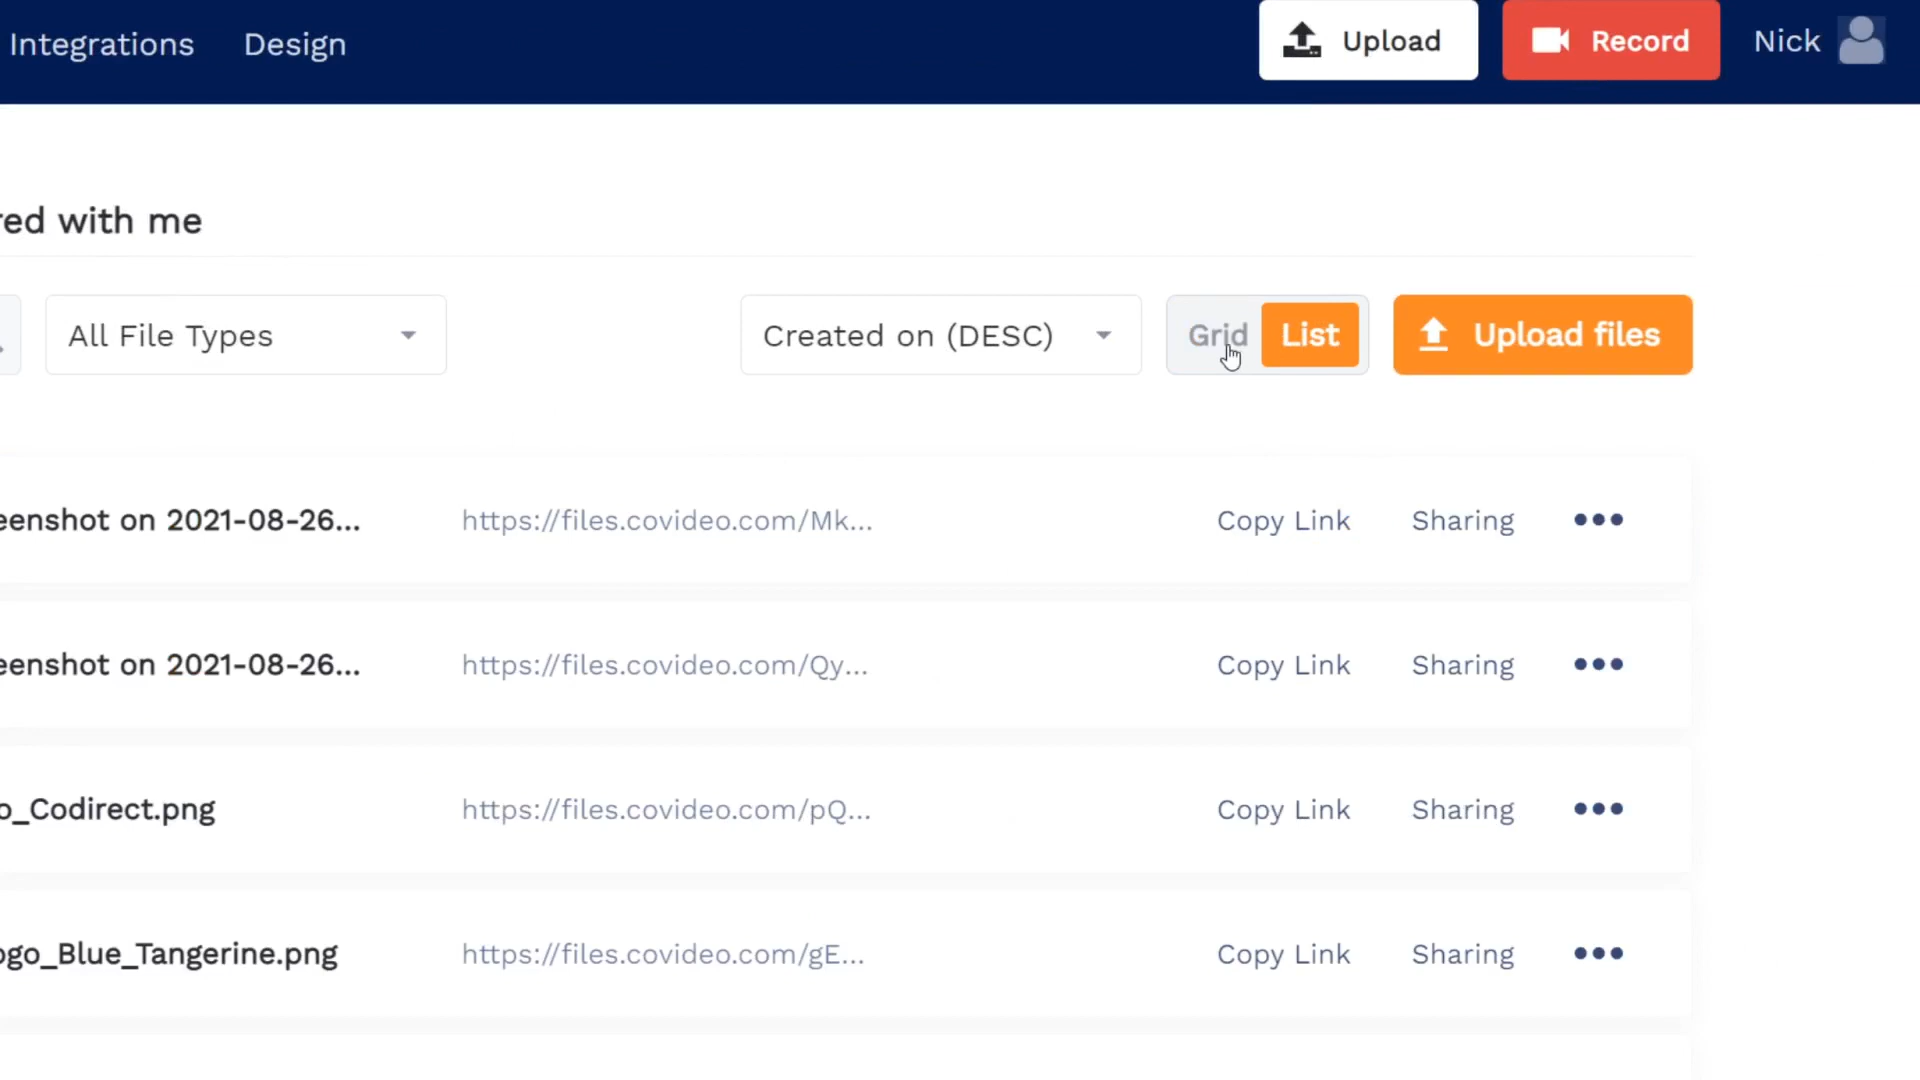 Integrations Design Upload Record Nick
red with me
All File Types Created on (DESC) Grid List Upload files
eenshot on 2021-08-26... https://files.covideo.com/Mk... Copy Link Sharing
eenshot on 2021-08-26... https://files.covideo.com/Qy... Copy Link Sharing
o_Codirect.png https://files.covideo.com/pQ... Copy Link Sharing
ogo_Blue_Tangerine.png https://files.covideo.com/gE... Copy Link Sharing